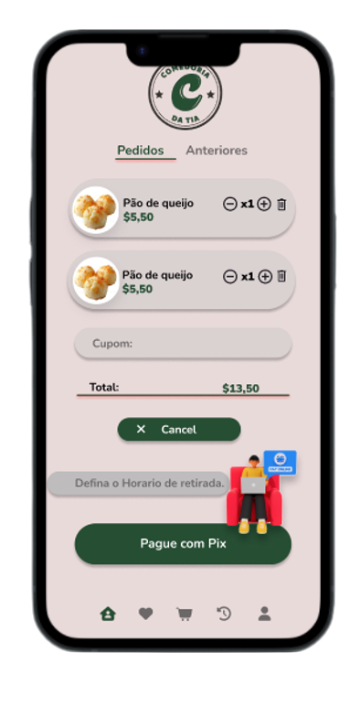 COMEDORIA
C
DA TIA
Pedidos Anteriores
Pão de queijo
x1
$5,50
Pão de queijo
x1
$5,50
Cupom:
Total: $13,50
✕ Cancel
Defina o Horario de retirada.
Pague com Pix